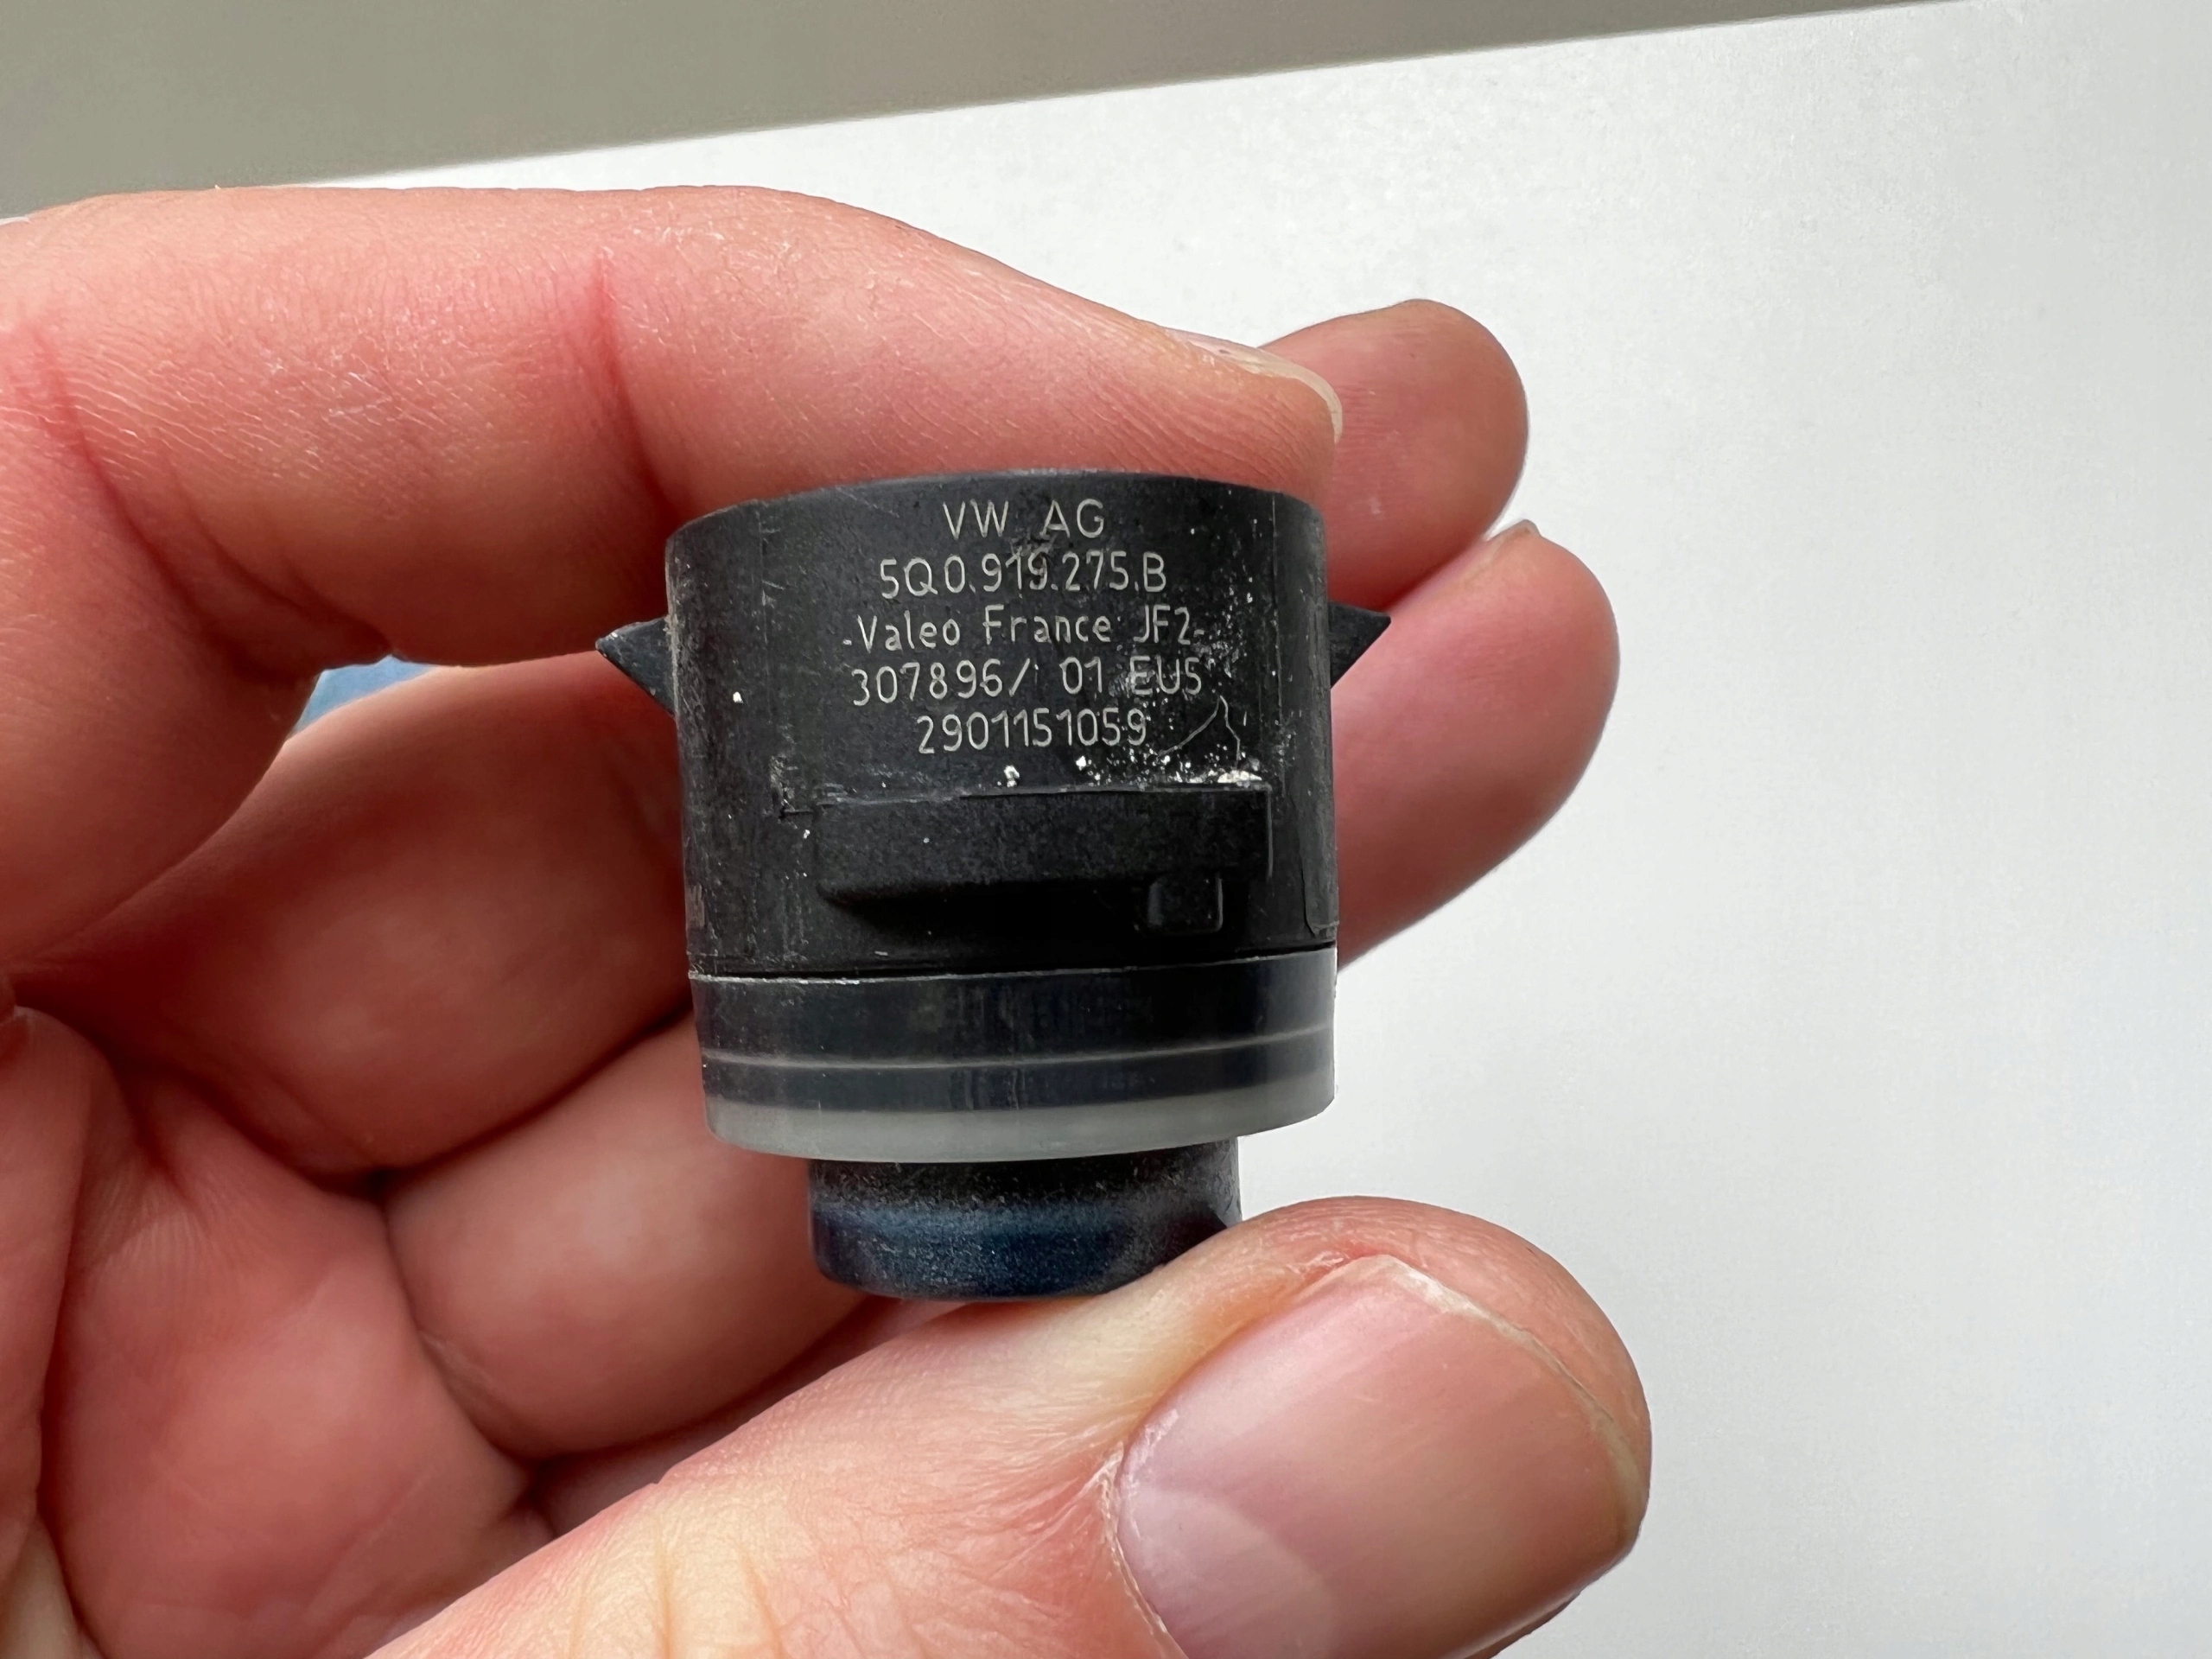 VW AG
5Q0.919.275.B
-Valeo France JF2-
307896/ 01 EU5
2901151059